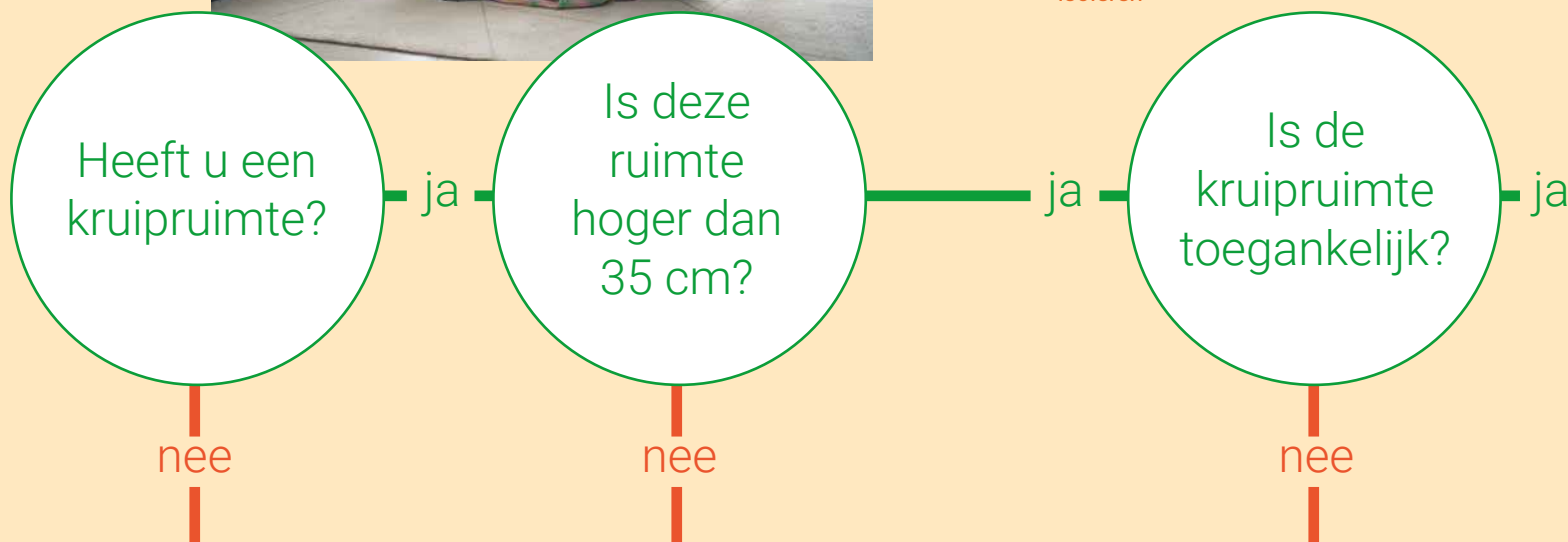 Heeft u een
kruipruimte?
ja
Is deze
ruimte
hoger dan
35 cm?
ja
Is de
kruipruimte
toegankelijk?
ja
nee
nee
nee